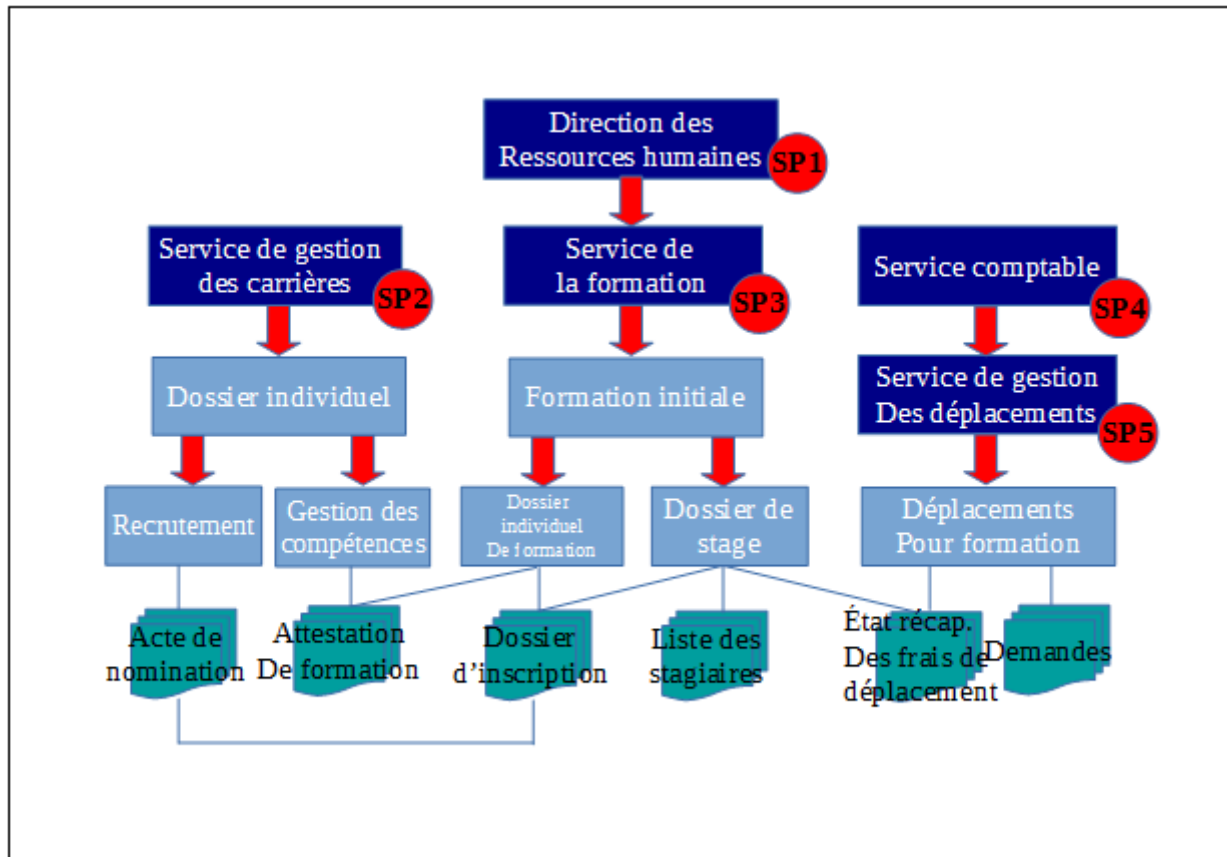 Direction des
Ressources humaines
SP1
Service de gestion
des carrières
SP2
Service de
la formation
SP3
Service comptable
SP4
Dossier individuel
Formation initiale
Service de gestion
Des déplacements
SP5
Recrutement
Gestion des
compétences
Dossier
individuel
De formation
Dossier de
stage
Déplacements
Pour formation
Acte de
nomination
Attestation
De formation
Dossier
d’inscription
Liste des
stagiaires
État récap.
Des frais de
déplacement
Demandes